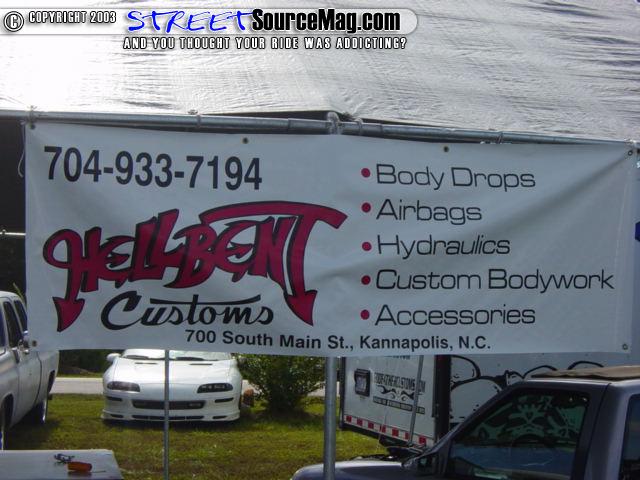 © COPYRIGHT 2003
STREETSourceMag.com
AND YOU THOUGHT YOUR RIDE WAS ADDICTING?
704-933-7194
HELLBENT
Customs
• Body Drops
• Airbags
• Hydraulics
• Custom Bodywork
• Accessories
700 South Main St., Kannapolis, N.C.